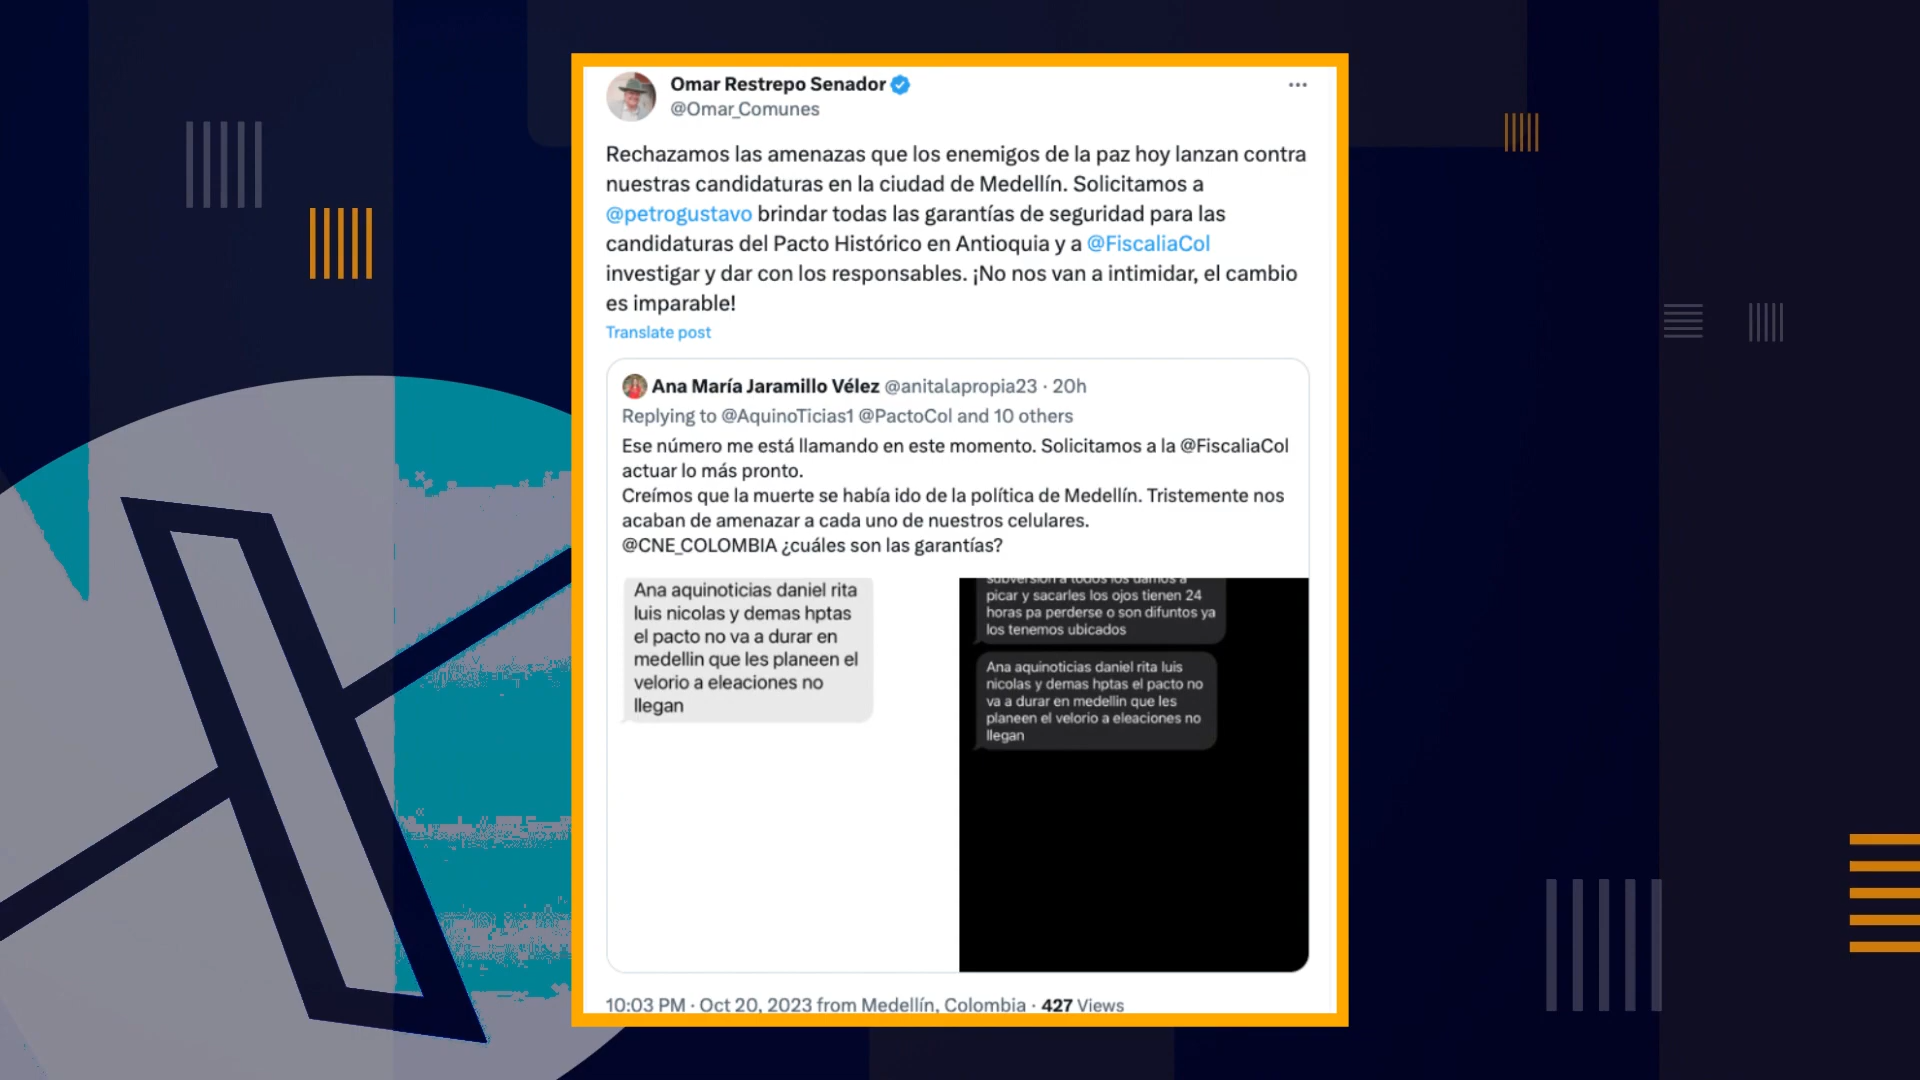 Omar Restrepo Senador
@Omar_Comunes
Rechazamos las amenazas que los enemigos de la paz hoy lanzan contra
nuestras candidaturas en la ciudad de Medellín. Solicitamos a
@petrogustavo brindar todas las garantías de seguridad para las
candidaturas del Pacto Histórico en Antioquia y a @FiscaliaCol
investigar y dar con los responsables. ¡No nos van a intimidar, el cambio
es imparable!
Translate post
Ana María Jaramillo Vélez @anitalapropia23 · 20h
Replying to @AquinoTicias1 @PactoCol and 10 others
Ese número me está llamando en este momento. Solicitamos a la @FiscaliaCol
actuar lo más pronto.
Creímos que la muerte se había ido de la política de Medellín. Tristemente nos
acaban de amenazar a cada uno de nuestros celulares.
@CNE_COLOMBIA ¿cuáles son las garantías?
Ana aquinoticias daniel rita
luis nicolas y demas hptas
el pacto no va a durar en
medellin que les planeen el
velorio a eleaciones no
llegan
subversion a todos los damos a
picar y sacarles los ojos tienen 24
horas pa perderse o son difuntos ya
los tenemos ubicados
Ana aquinoticias daniel rita luis
nicolas y demas hptas el pacto no
va a durar en medellin que les
planeen el velorio a eleaciones no
llegan
10:03 PM · Oct 20, 2023 from Medellín, Colombia · 427 Views